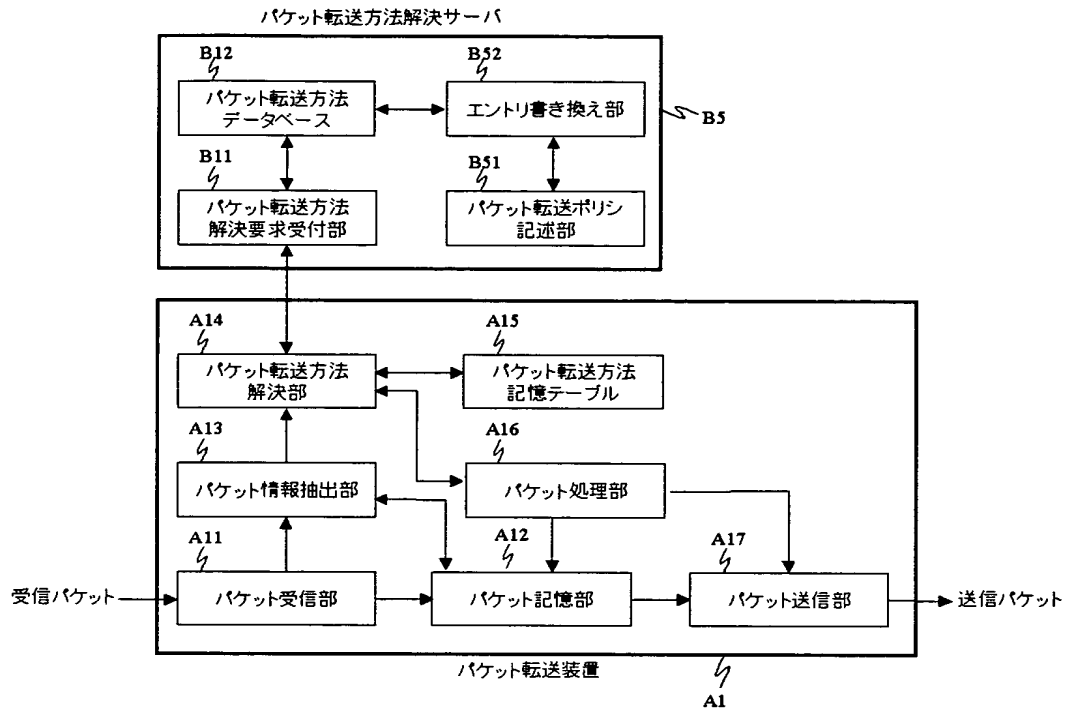 パケット転送方法解決サーバ
B12
B52
パケット転送方法
データベース
エントリ書き換え部
B5
B11
B51
パケット転送方法
解決要求受付部
パケット転送ポリシ
記述部
A14
A15
パケット転送方法
解決部
パケット転送方法
記憶テーブル
A13
A16
パケット情報抽出部
パケット処理部
A11
A12
A17
受信パケット
パケット受信部
パケット記憶部
パケット送信部
送信パケット
パケット転送装置
A1